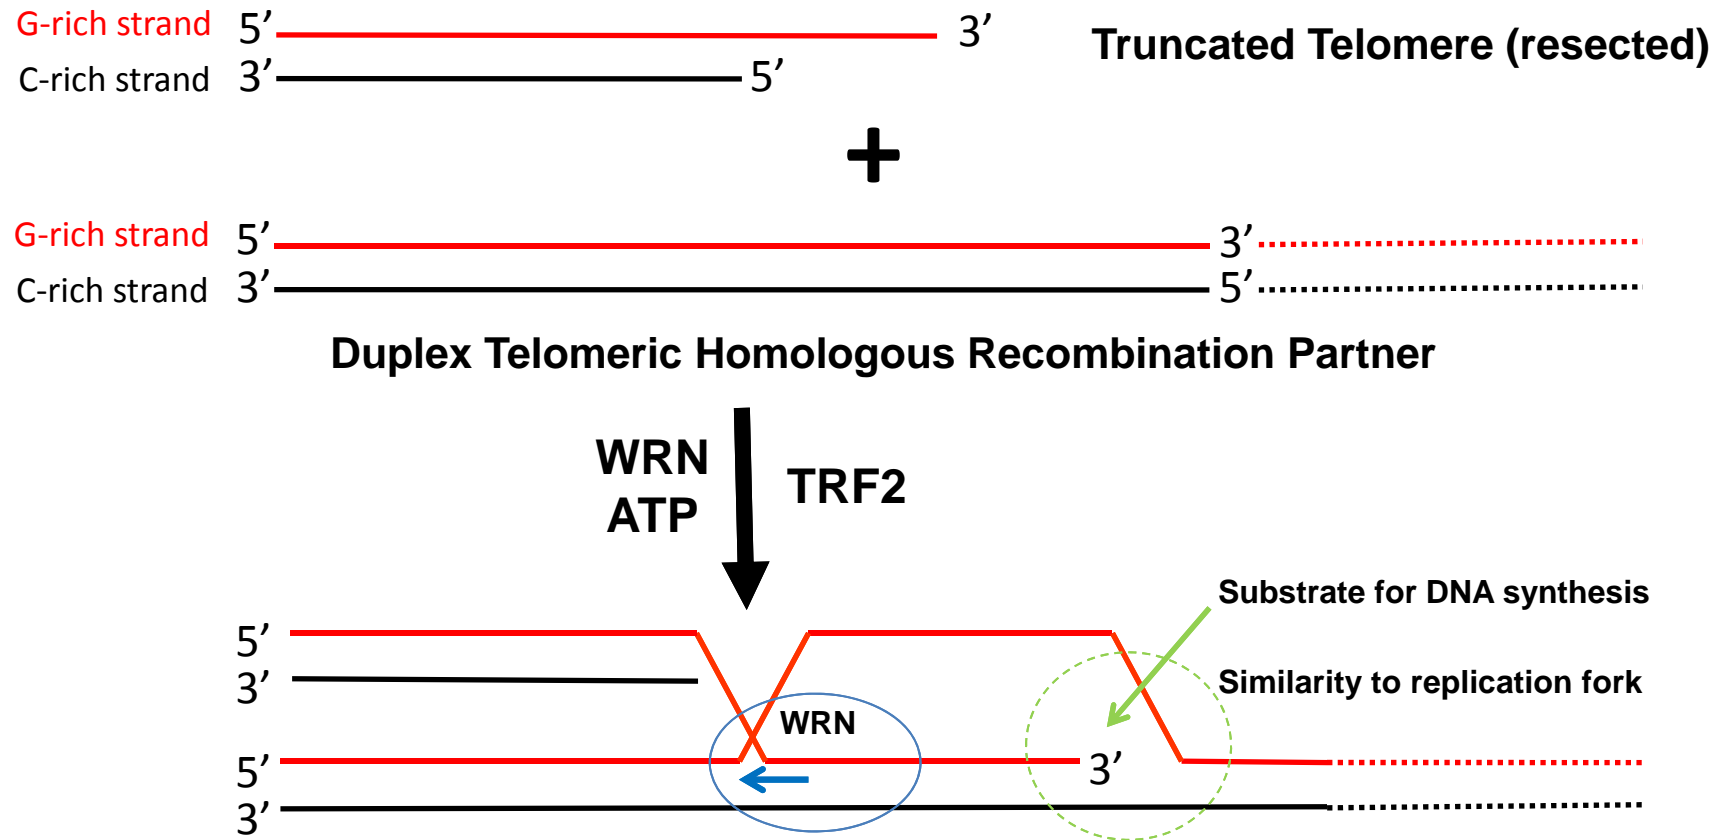 G-rich strand 5’ 3’ Truncated Telomere (resected)
C-rich strand 3’ 5’
+
G-rich strand 5’ 3’
C-rich strand 3’ 5’
Duplex Telomeric Homologous Recombination Partner
WRN
ATP
TRF2
Substrate for DNA synthesis
5’
3’
Similarity to replication fork
WRN
5’ 3’
3’